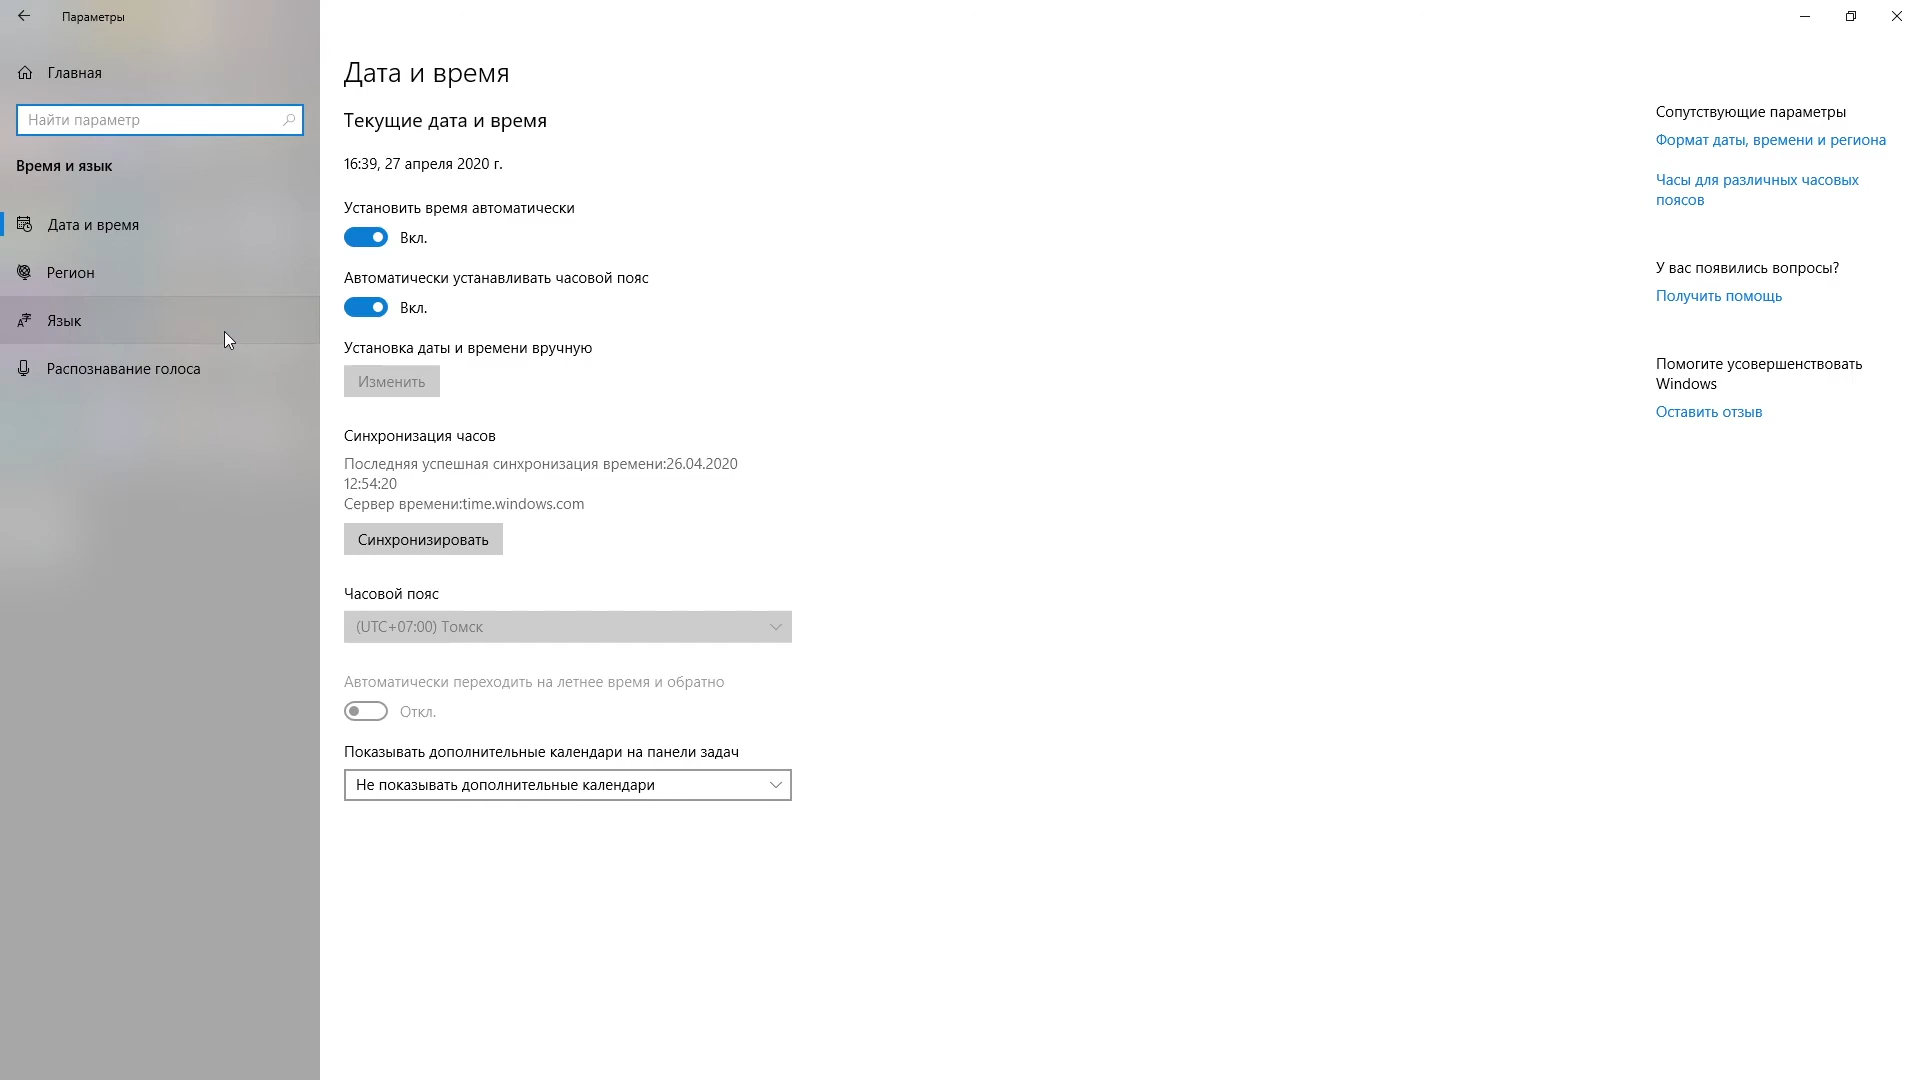 Параметры
Главная
Найти параметр
Время и язык
Дата и время
Регион
Язык
Распознавание голоса
Дата и время
Текущие дата и время
16:39, 27 апреля 2020 г.
Установить время автоматически
Вкл.
Автоматически устанавливать часовой пояс
Вкл.
Установка даты и времени вручную
Изменить
Синхронизация часов
Последняя успешная синхронизация времени:26.04.2020
12:54:20
Сервер времени:time.windows.com
Синхронизировать
Часовой пояс
(UTC+07:00) Томск
Автоматически переходить на летнее время и обратно
Откл.
Показывать дополнительные календари на панели задач
Не показывать дополнительные календари
Сопутствующие параметры
Формат даты, времени и региона
Часы для различных часовых
поясов
У вас появились вопросы?
Получить помощь
Помогите усовершенствовать
Windows
Оставить отзыв